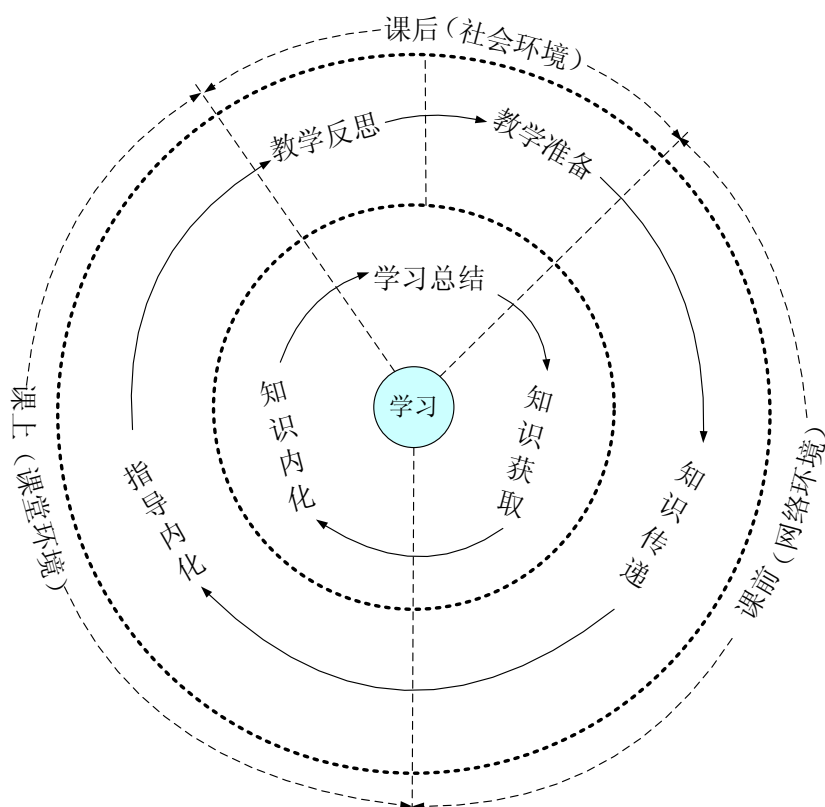 课后（社会环境）
教学反思
教学准备
学习总结
学习
知识内化
知识获取
课上（课堂环境）
指导内化
知识传递
课前（网络环境）